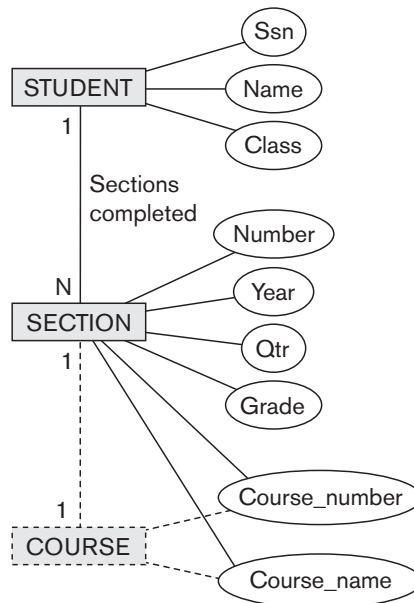 Ssn
STUDENT
Name
1
Class
Sections
completed
Number
N
Year
SECTION
1
Qtr
Grade
Course_number
1
COURSE
Course_name